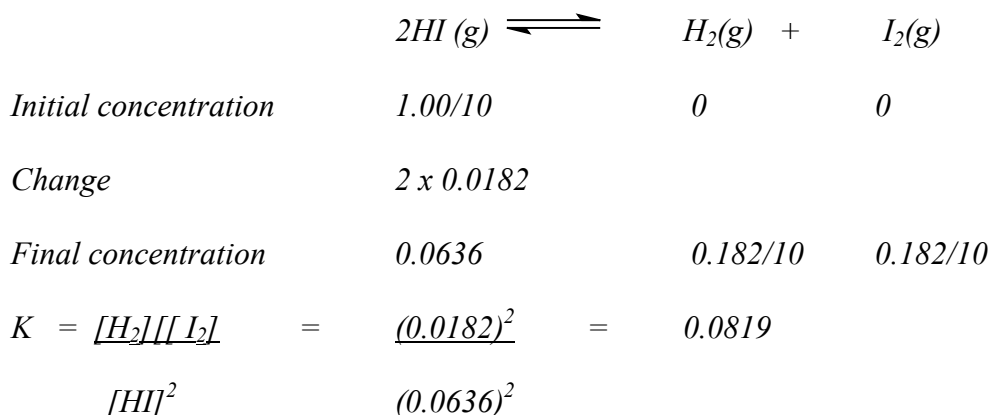 2HI (g) ⇌ H₂(g) + I₂(g)
Initial concentration 1.00/10 0 0
Change 2 x 0.0182
Final concentration 0.0636 0.182/10 0.182/10
K = [H₂][[ I₂] = (0.0182)² = 0.0819
[HI]² (0.0636)²